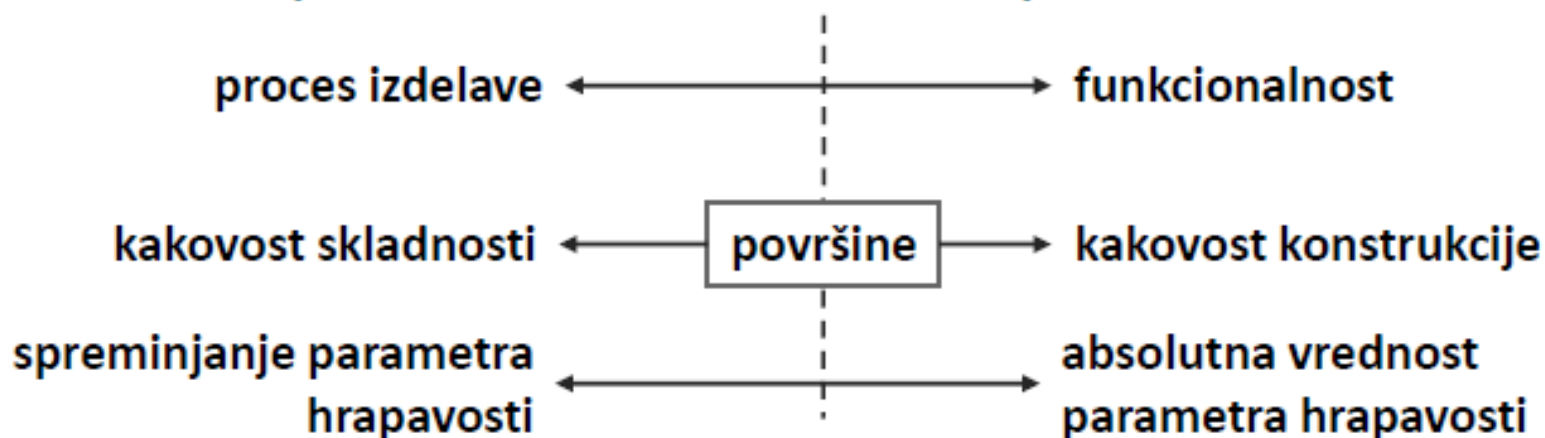 proces izdelave
funkcionalnost
kakovost skladnosti
površine
kakovost konstrukcije
spreminjanje parametra
hrapavosti
absolutna vrednost
parametra hrapavosti